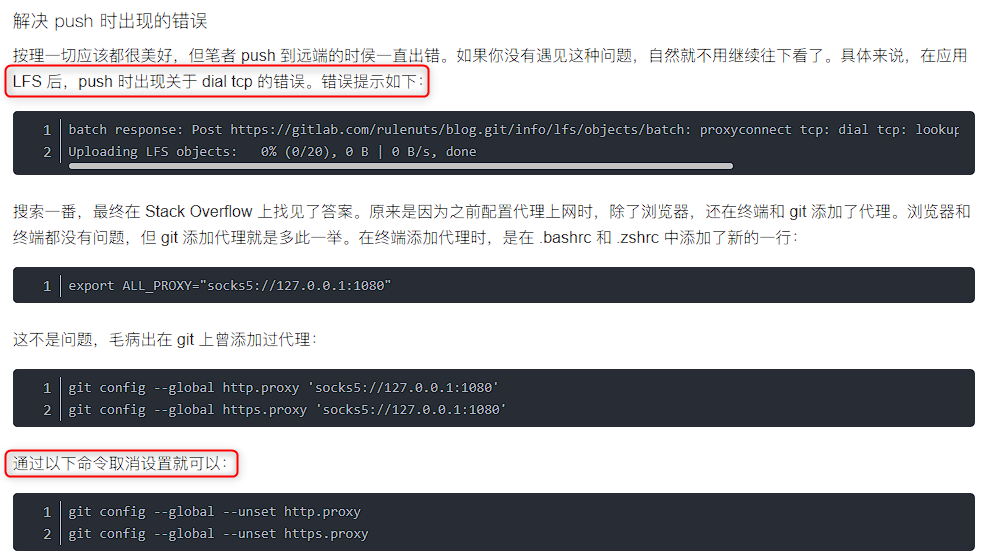 解决 push 时出现的错误
按理一切应该都很美好，但笔者 push 到远端的时侯一直出错。如果你没有遇见这种问题，自然就不用继续往下看了。具体来说，在应用
LFS 后，push 时出现关于 dial tcp 的错误。错误提示如下：
1 batch response: Post https://gitlab.com/rulenuts/blog.git/info/lfs/objects/batch: proxyconnect tcp: dial tcp: lookup
2 Uploading LFS objects:   0% (0/20), 0 B | 0 B/s, done
搜索一番，最终在 Stack Overflow 上找见了答案。原来是因为之前配置代理上网时，除了浏览器，还在终端和 git 添加了代理。浏览器和
终端都没有问题，但 git 添加代理就是多此一举。在终端添加代理时，是在 .bashrc 和 .zshrc 中添加了新的一行：
1 export ALL_PROXY="socks5://127.0.0.1:1080"
这不是问题，毛病出在 git 上曾添加过代理：
1 git config --global http.proxy 'socks5://127.0.0.1:1080'
2 git config --global https.proxy 'socks5://127.0.0.1:1080'
通过以下命令取消设置就可以：
1 git config --global --unset http.proxy
2 git config --global --unset https.proxy